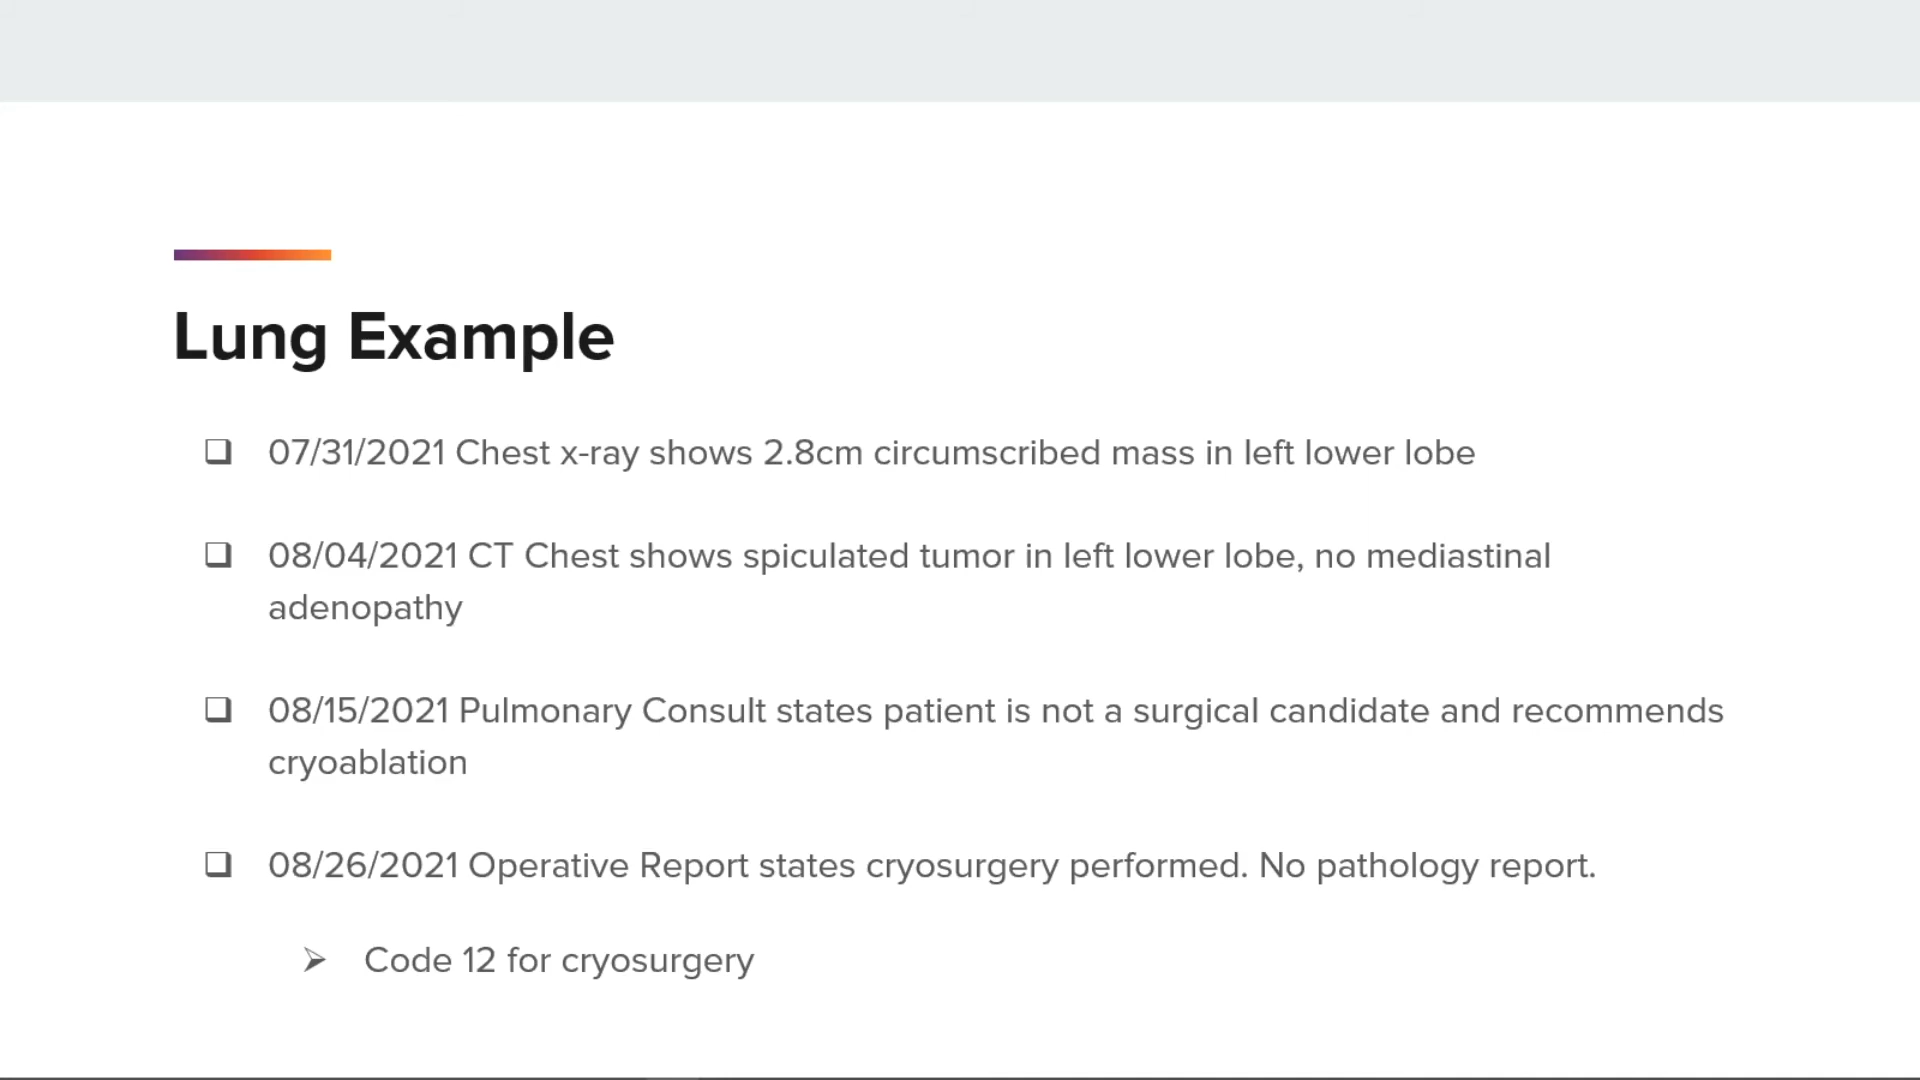 Lung Example
❑ 07/31/2021 Chest x-ray shows 2.8cm circumscribed mass in left lower lobe
❑ 08/04/2021 CT Chest shows spiculated tumor in left lower lobe, no mediastinal
adenopathy
❑ 08/15/2021 Pulmonary Consult states patient is not a surgical candidate and recommends
cryoablation
❑ 08/26/2021 Operative Report states cryosurgery performed. No pathology report.
➢ Code 12 for cryosurgery